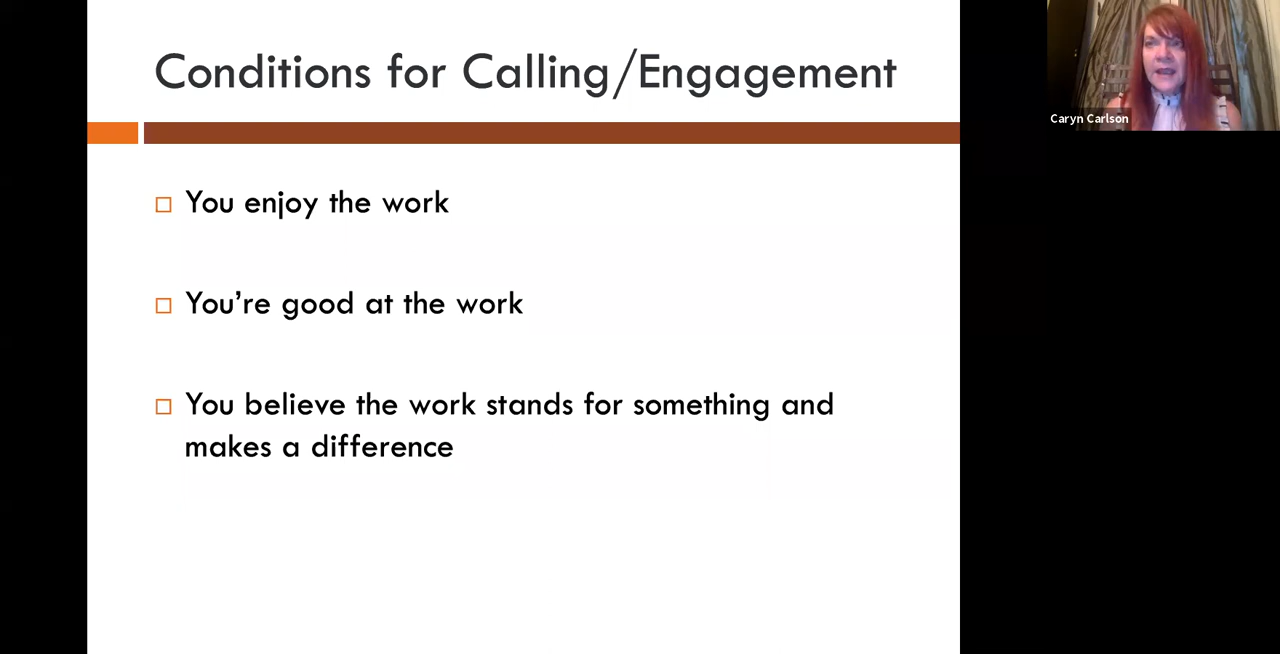 Conditions for Calling/Engagement
Caryn Carlson
You enjoy the work
You’re good at the work
You believe the work stands for something and
makes a difference